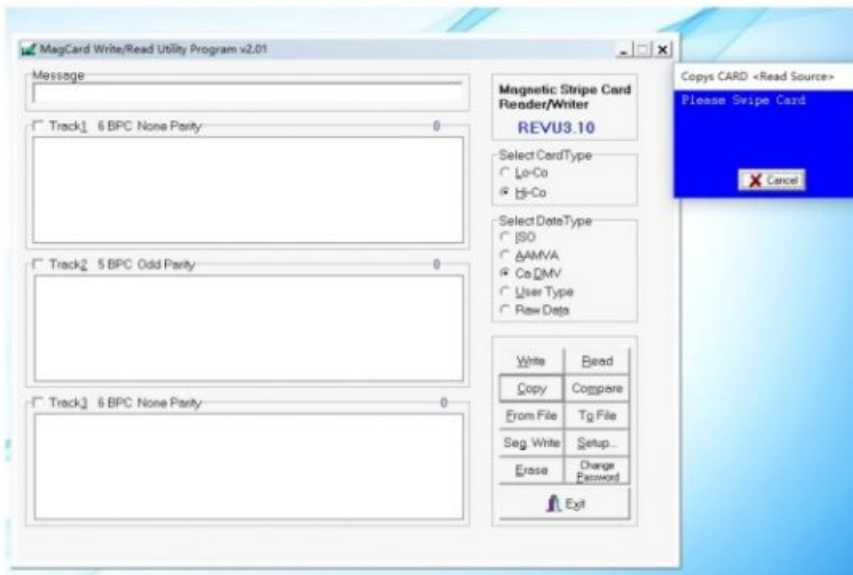 MagCard Write/Read Utility Program v2.01
Message
Track1 6 BPC None Parity 0
Track2 5 BPC Odd Parity 0
Track3 6 BPC None Parity 0
Magnetic Stripe Card
Reader/Writer
REVU3.10
Select CardType
Lo-Co
Hi-Co
Select DataType
ISO
AAMVA
Ca DMV
User Type
Raw Data
Write Read
Copy Compare
From File To File
Seg. Write Setup...
Erase Change
Password
Exit
Copys CARD <Read Source>
Please Swipe Card
Cancel